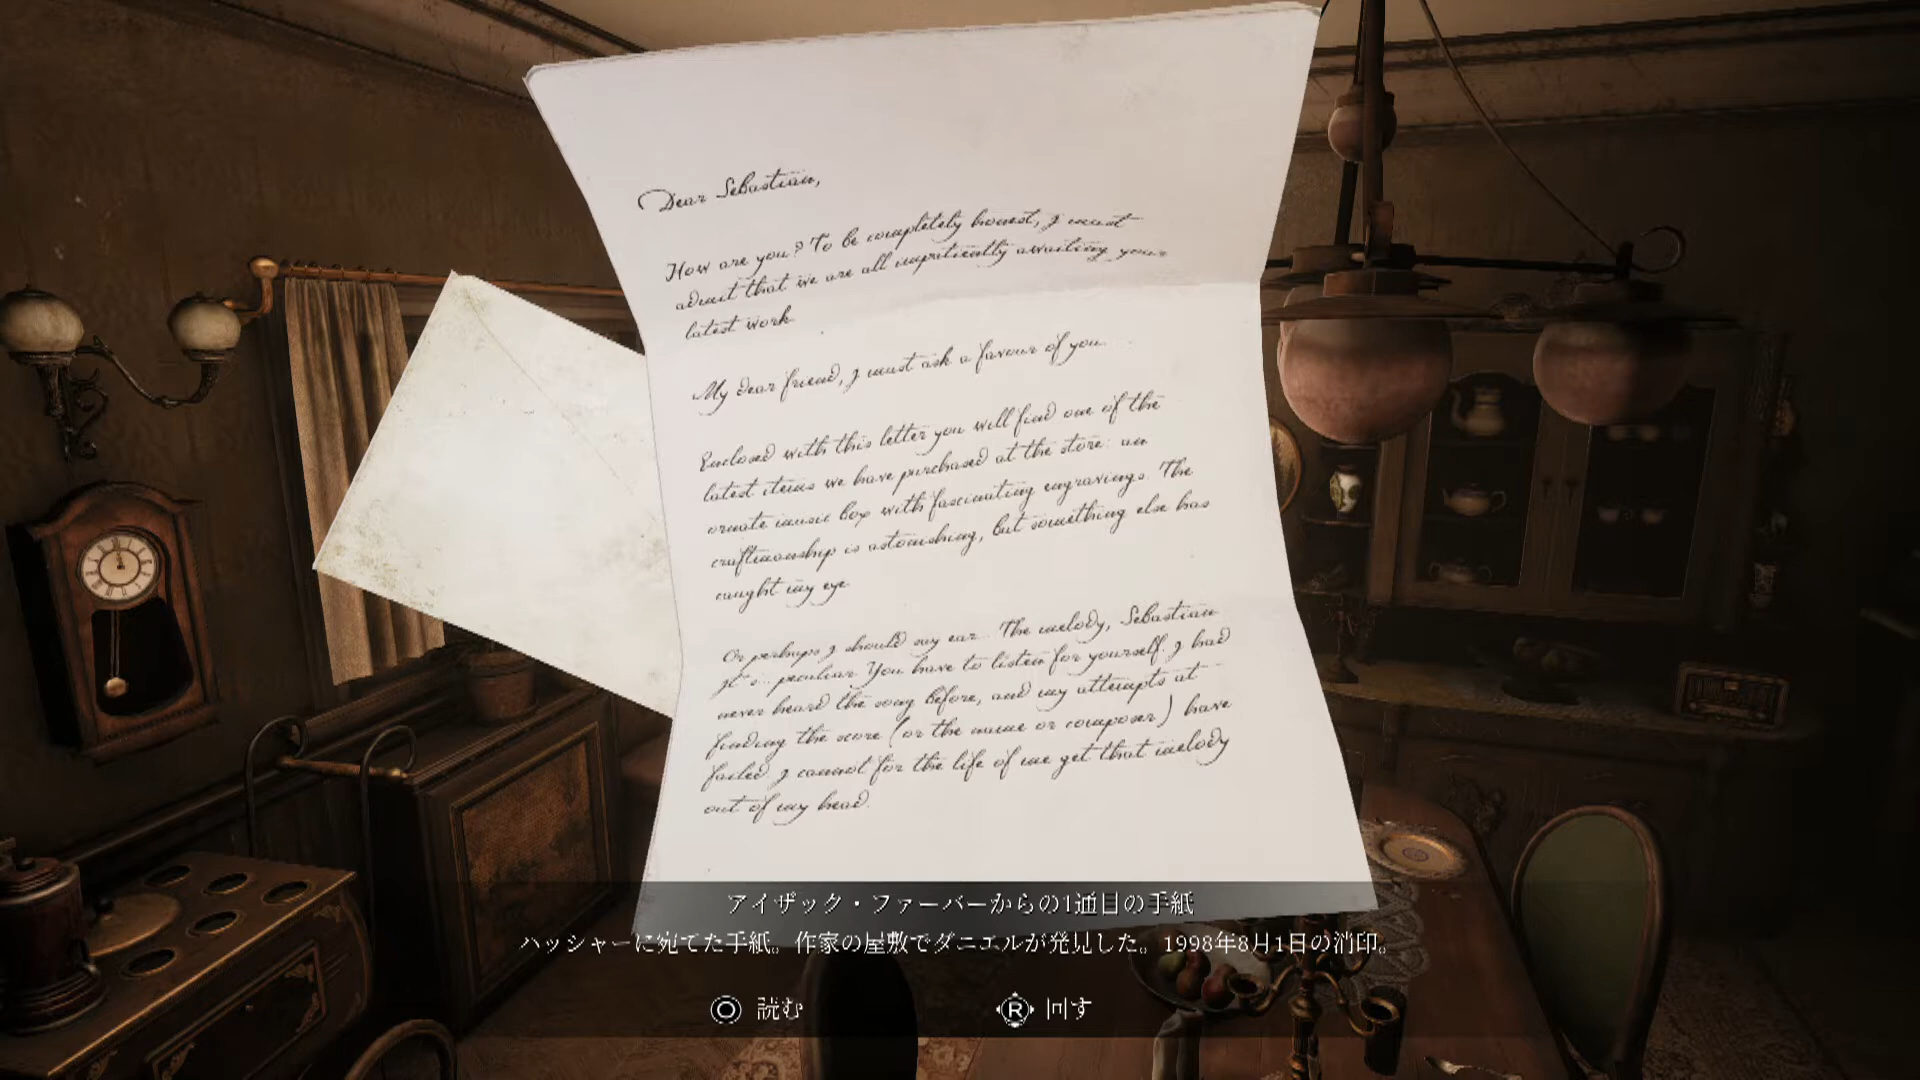 Dear Sebastian,
How are you? To be completely honest, I must
admit that we are all impatiently awaiting your
latest work.
My dear friend, I must ask a favour of you...
Enclosed with this letter you will find one of the
latest items we have purchased at the store: an
ornate music box with fascinating engravings. The
craftmanship is astonishing, but something else has
caught my eye.
Or perhaps I should say ear... The melody, Sebastian.
It's... peculiar. You have to listen for yourself. I had
never heard the song before, and my attempts at
finding the score (or the name or composer) have
failed. I cannot for the life of me get that melody
out of my head.
アイザック・ファーバーからの1通目の手紙
ハッシャーに宛てた手紙。作家の屋敷でダニエルが発見した。1998年8月1日の消印。
読む R 回す